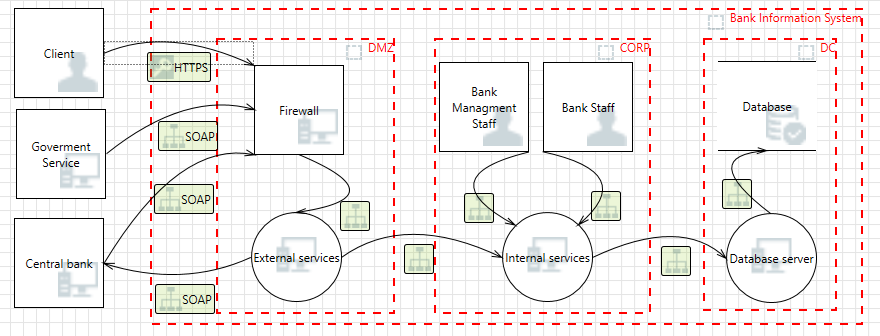 Bank Information System
DMZ
CORP
DC
Client
HTTPS
Firewall
Bank
Managment
Staff
Bank Staff
Database
Goverment
Service
SOAP
SOAP
Central bank
External services
Internal services
Database server
SOAP